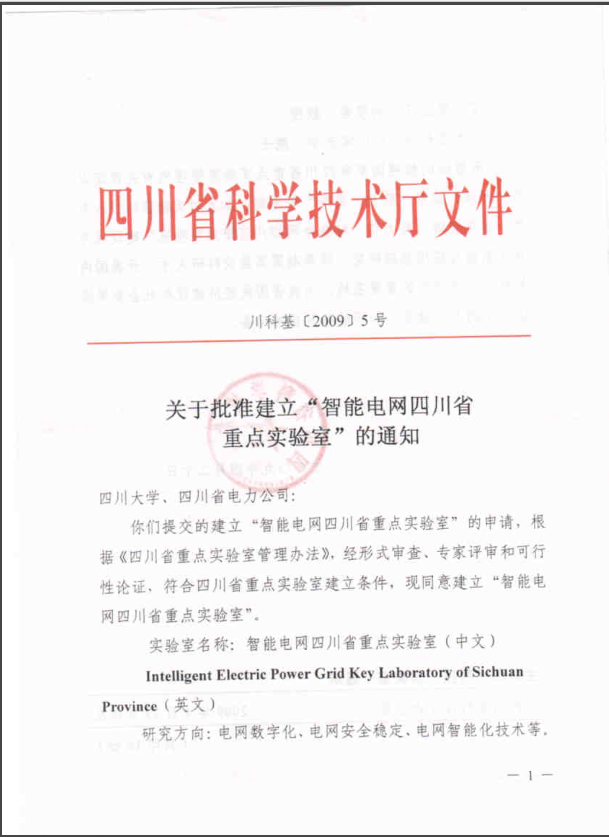 四川省科学技术厅文件
川科基〔2009〕5号
关于批准建立“智能电网四川省
重点实验室”的通知
四川大学、四川省电力公司：
你们提交的建立“智能电网四川省重点实验室”的申请，根
据《四川省重点实验室管理办法》，经形式审查、专家评审和可行
性论证，符合四川省重点实验室建立条件，现同意建立“智能电
网四川省重点实验室”。
实验室名称：智能电网四川省重点实验室（中文）
Intelligent Electric Power Grid Key Laboratory of Sichuan
Province（英文）
研究方向：电网数字化、电网安全稳定、电网智能化技术等。
— 1 —